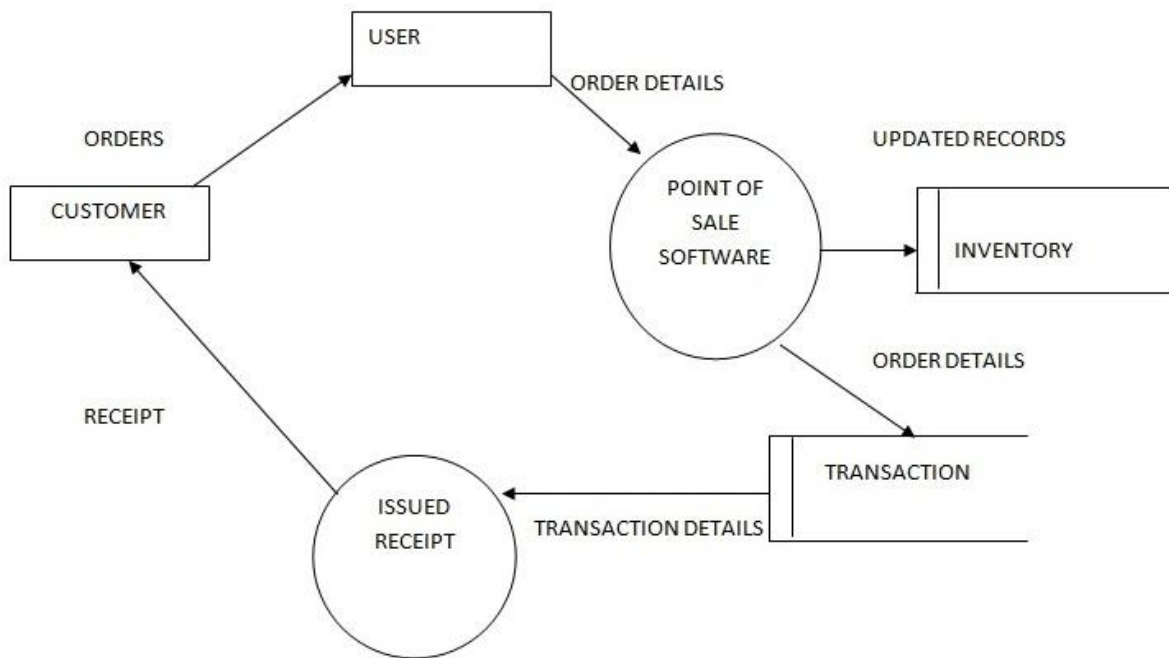 USER
ORDER DETAILS
ORDERS
UPDATED RECORDS
CUSTOMER
POINT OF
SALE
SOFTWARE
INVENTORY
ORDER DETAILS
RECEIPT
TRANSACTION
ISSUED
RECEIPT
TRANSACTION DETAILS